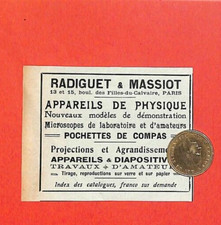 RADIGUET & MASSIOT
13 et 15, boul. des Filles-du-Calvaire, PARIS
APPAREILS DE PHYSIQUE
Nouveaux modèles de démonstration
Microscopes de laboratoire et d'amateurs
POCHETTES DE COMPAS
Projections et Agrandissem
APPAREILS & DIAPOSITIV
TRAVAUX D'AMATEU
Tirage, reproductions sur verre et sur papier
Index des catalogues, franco sur demande